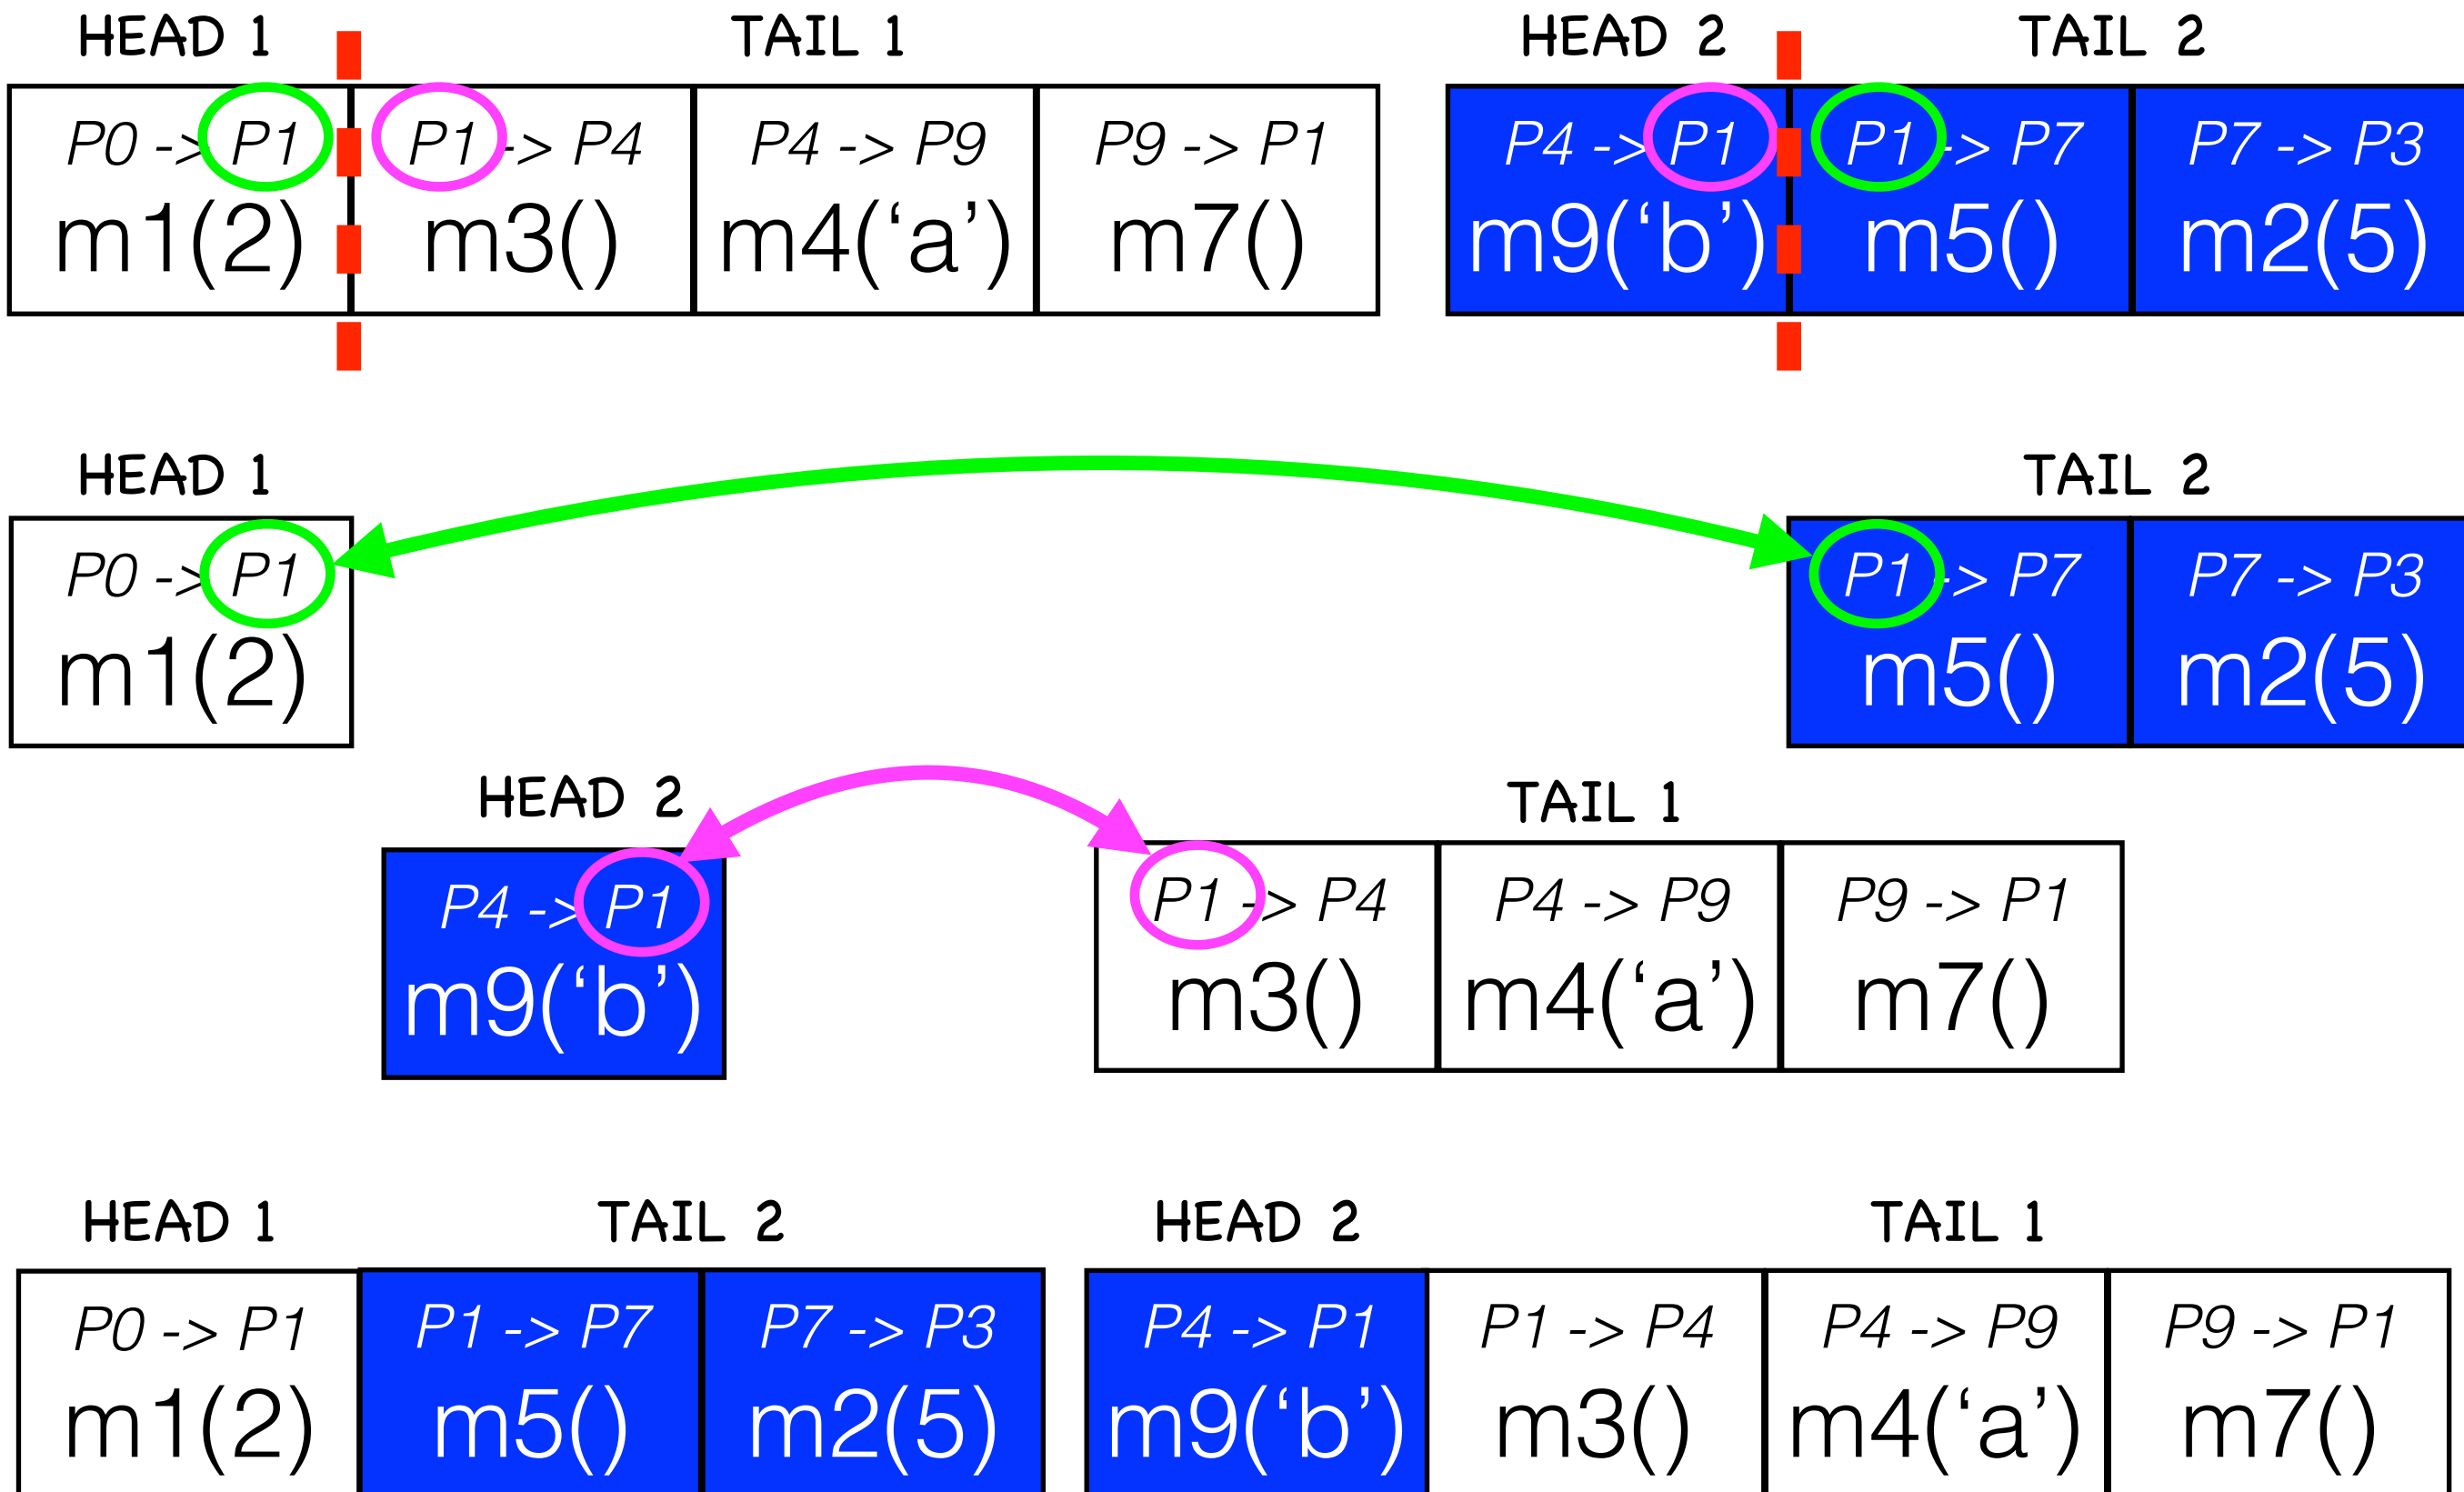 HEAD 1 TAIL 1 HEAD 2 TAIL 2
P0 -> P1 P1 -> P4 P4 -> P9 P9 -> P1 P4 -> P1 P1 -> P7 P7 -> P3
m1(2) m3() m4(‘a’) m7() m9(‘b’) m5() m2(5)
HEAD 1 TAIL 2
P0 -> P1 P1 -> P7 P7 -> P3
m1(2) m5() m2(5)
HEAD 2 TAIL 1
P4 -> P1 P1 -> P4 P4 -> P9 P9 -> P1
m9(‘b’) m3() m4(‘a’) m7()
HEAD 1 TAIL 2 HEAD 2 TAIL 1
P0 -> P1 P1 -> P7 P7 -> P3 P4 -> P1 P1 -> P4 P4 -> P9 P9 -> P1
m1(2) m5() m2(5) m9(‘b’) m3() m4(‘a’) m7()